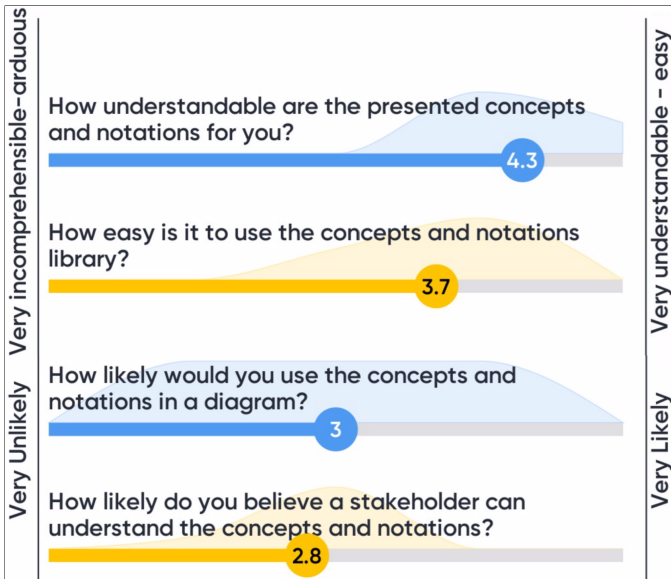 Very incomprehensible-arduous
Very understandable - easy
How understandable are the presented concepts
and notations for you?
4.3
How easy is it to use the concepts and notations
library?
3.7
Very Unlikely
Very Likely
How likely would you use the concepts and
notations in a diagram?
3
How likely do you believe a stakeholder can
understand the concepts and notations?
2.8